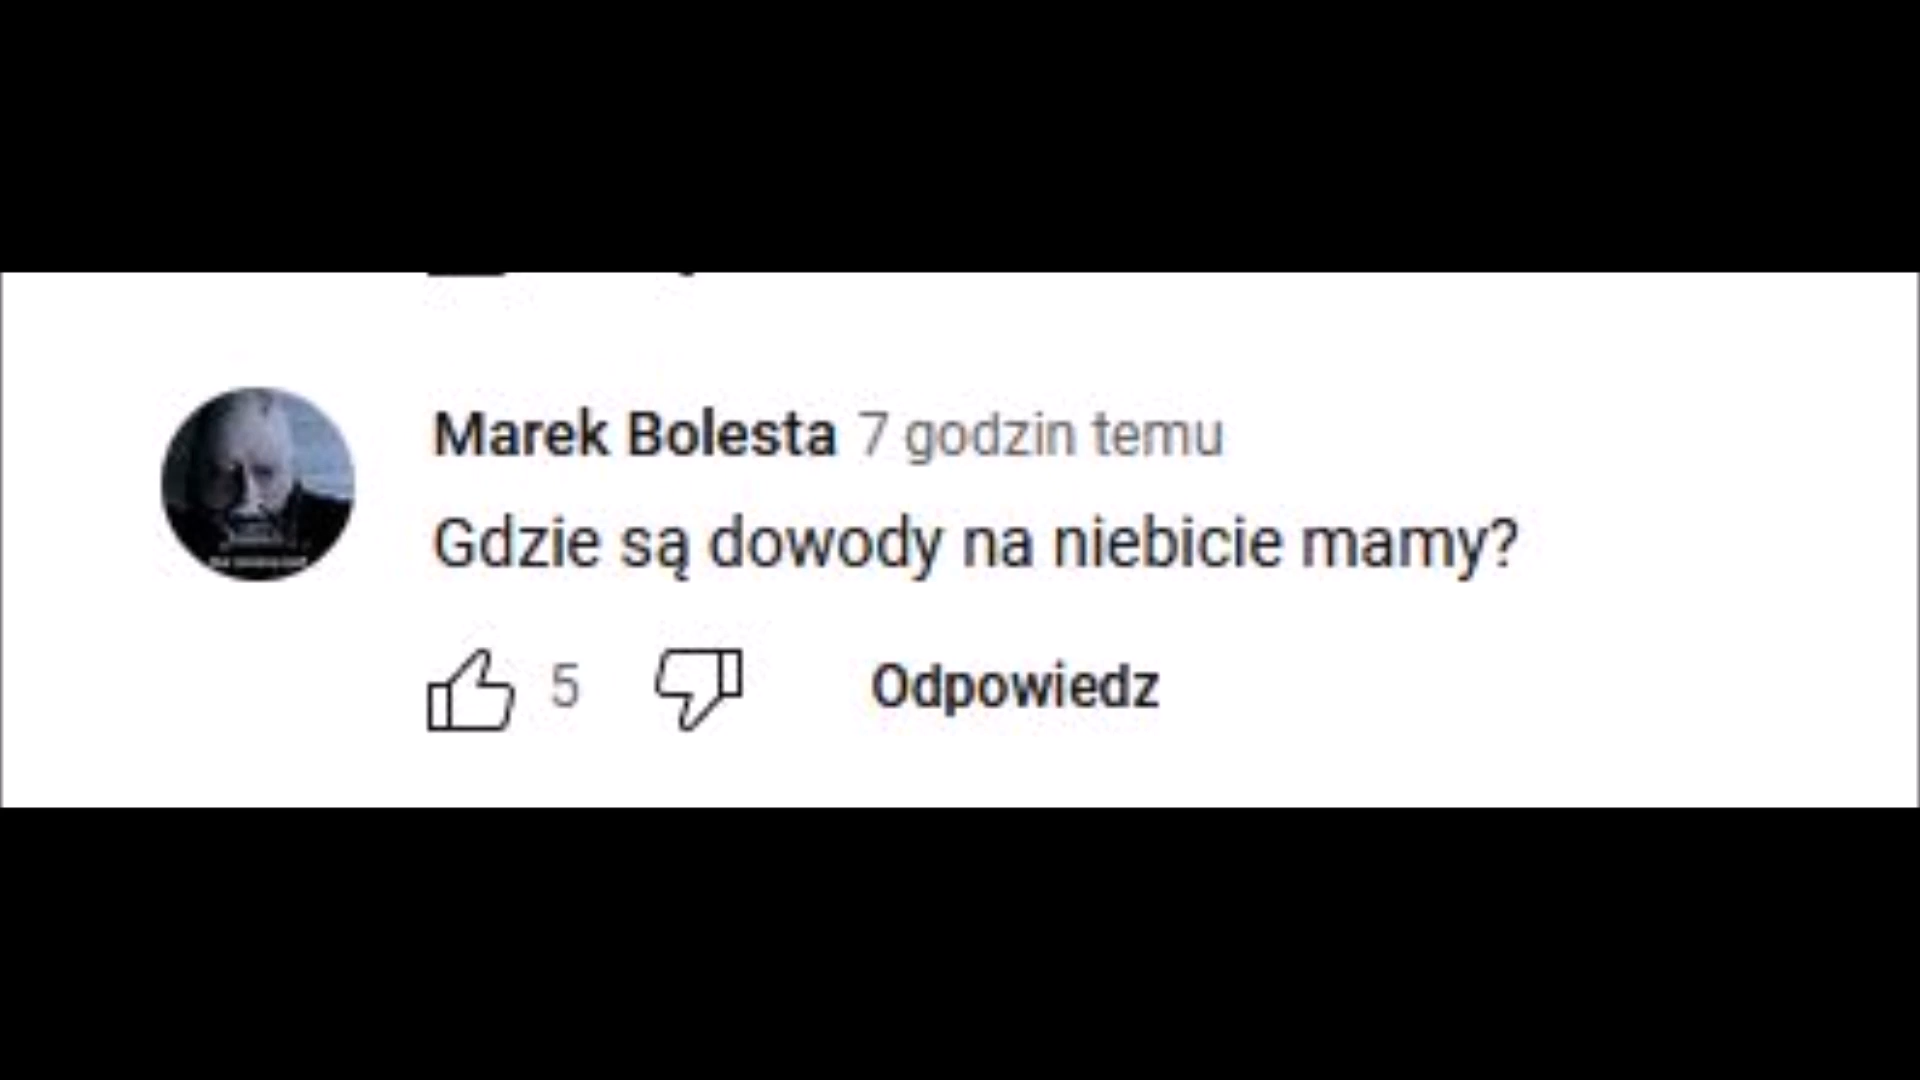 Marek Bolesta 7 godzin temu
Gdzie są dowody na niebicie mamy?
5 Odpowiedz